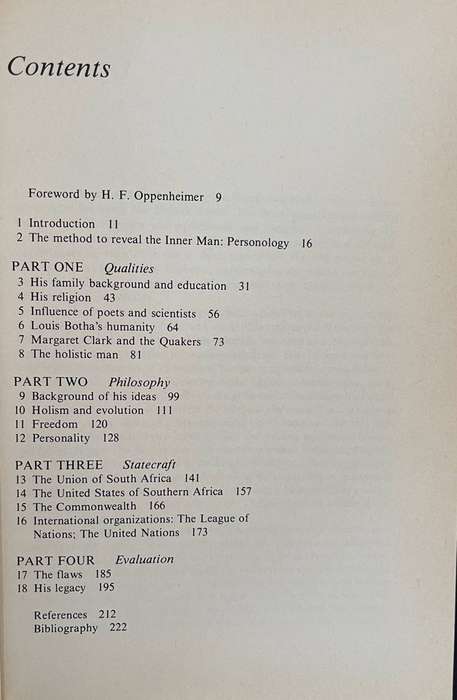 Contents
Foreword by H. F. Oppenheimer 9
1 Introduction 11
2 The method to reveal the Inner Man: Personology 16
PART ONE Qualities
3 His family background and education 31
4 His religion 43
5 Influence of poets and scientists 56
6 Louis Botha's humanity 64
7 Margaret Clark and the Quakers 73
8 The holistic man 81
PART TWO Philosophy
9 Background of his ideas 99
10 Holism and evolution 111
11 Freedom 120
12 Personality 128
PART THREE Statecraft
13 The Union of South Africa 141
14 The United States of Southern Africa 157
15 The Commonwealth 166
16 International organizations: The League of
Nations; The United Nations 173
PART FOUR Evaluation
17 The flaws 185
18 His legacy 195
References 212
Bibliography 222